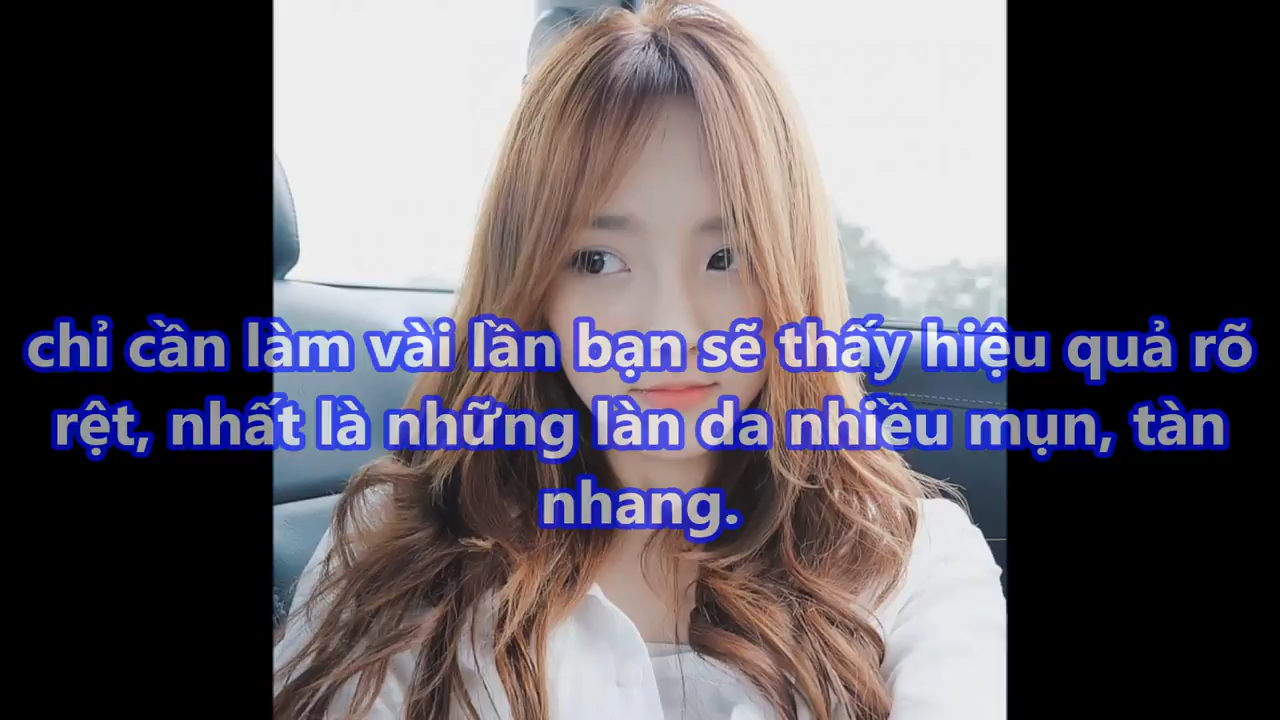 chỉ cần làm vài lần bạn sẽ thấy hiệu quả rõ
rệt, nhất là những làn da nhiều mụn, tàn
nhang.